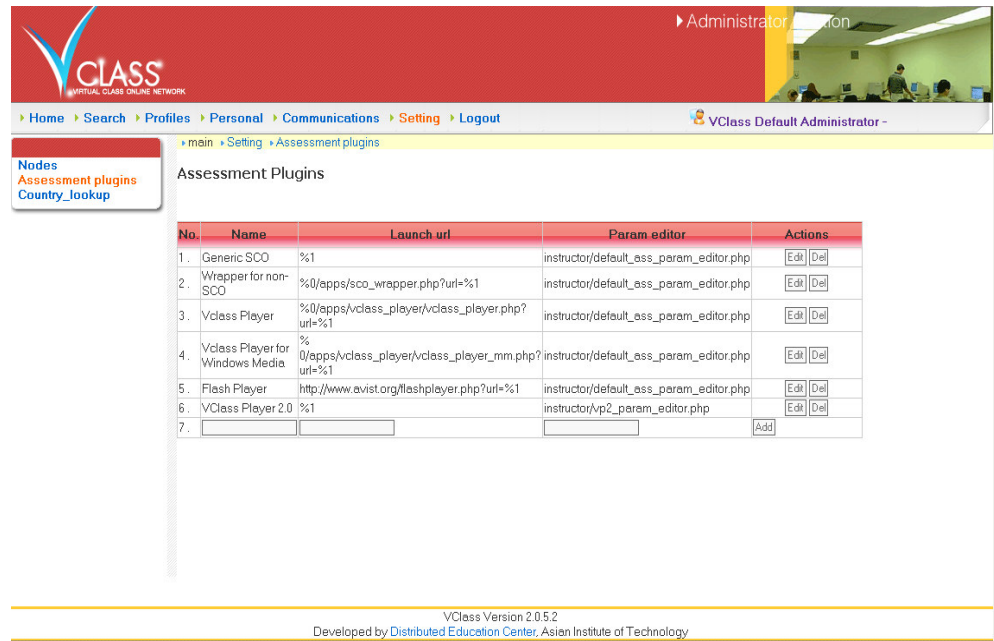 Administrator
VCLASS
VIRTUAL CLASS ONLINE NETWORK
Home Search Profiles Personal Communications Setting Logout
VClass Default Administrator -
main Setting Assessment plugins
Nodes
Assessment plugins
Country_lookup
Assessment Plugins
No. Name Launch url Param editor Actions
1. Generic SCO %1 instructor/default_ass_param_editor.php Edit Del
Wrapper for non-
2. SCO %0/apps/sco_wrapper.php?url=%1 instructor/default_ass_param_editor.php Edit Del
3. Vclass Player %0/apps/vclass_player/vclass_player.php? instructor/default_ass_param_editor.php Edit Del
url=%1
%
4. Vclass Player for Windows Media 0/apps/vclass_player/vclass_player_mm.php? instructor/default_ass_param_editor.php Edit Del
url=%1
5. Flash Player http://www.avist.org/flashplayer.php?url=%1 instructor/default_ass_param_editor.php Edit Del
6. VClass Player 2.0 %1 instructor/vp2_param_editor.php Edit Del
7. Add
VClass Version 2.0.5.2
Developed by Distributed Education Center, Asian Institute of Technology